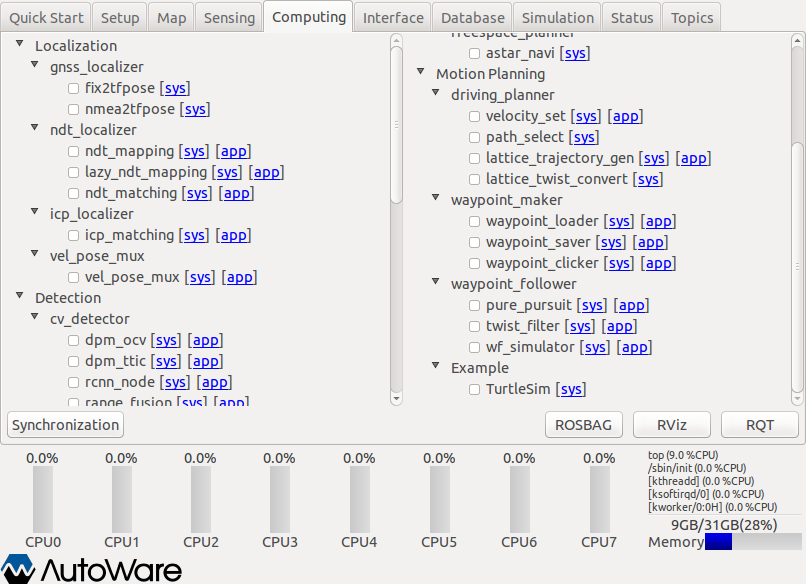 Quick Start Setup Map Sensing Computing Interface Database Simulation Status Topics
Localization
gnss_localizer
fix2tfpose [sys]
nmea2tfpose [sys]
ndt_localizer
ndt_mapping [sys] [app]
lazy_ndt_mapping [sys] [app]
ndt_matching [sys] [app]
icp_localizer
icp_matching [sys] [app]
vel_pose_mux
vel_pose_mux [sys] [app]
Detection
cv_detector
dpm_ocv [sys] [app]
dpm_ttic [sys] [app]
rcnn_node [sys] [app]
range_fusion [sys] [app]
freespace_planner
astar_navi [sys]
Motion Planning
driving_planner
velocity_set [sys] [app]
path_select [sys]
lattice_trajectory_gen [sys] [app]
lattice_twist_convert [sys]
waypoint_maker
waypoint_loader [sys] [app]
waypoint_saver [sys] [app]
waypoint_clicker [sys] [app]
waypoint_follower
pure_pursuit [sys] [app]
twist_filter [sys] [app]
wf_simulator [sys] [app]
Example
TurtleSim [sys]
Synchronization ROSBAG RViz RQT
0.0% 0.0% 0.0% 0.0% 0.0% 0.0% 0.0% 0.0%
CPU0 CPU1 CPU2 CPU3 CPU4 CPU5 CPU6 CPU7
top (9.0 %CPU)
/sbin/init (0.0 %CPU)
[kthreadd] (0.0 %CPU)
[ksoftirqd/0] (0.0 %CPU)
[kworker/0:0H] (0.0 %CPU)
9GB/31GB(28%)
Memory
AutoWare